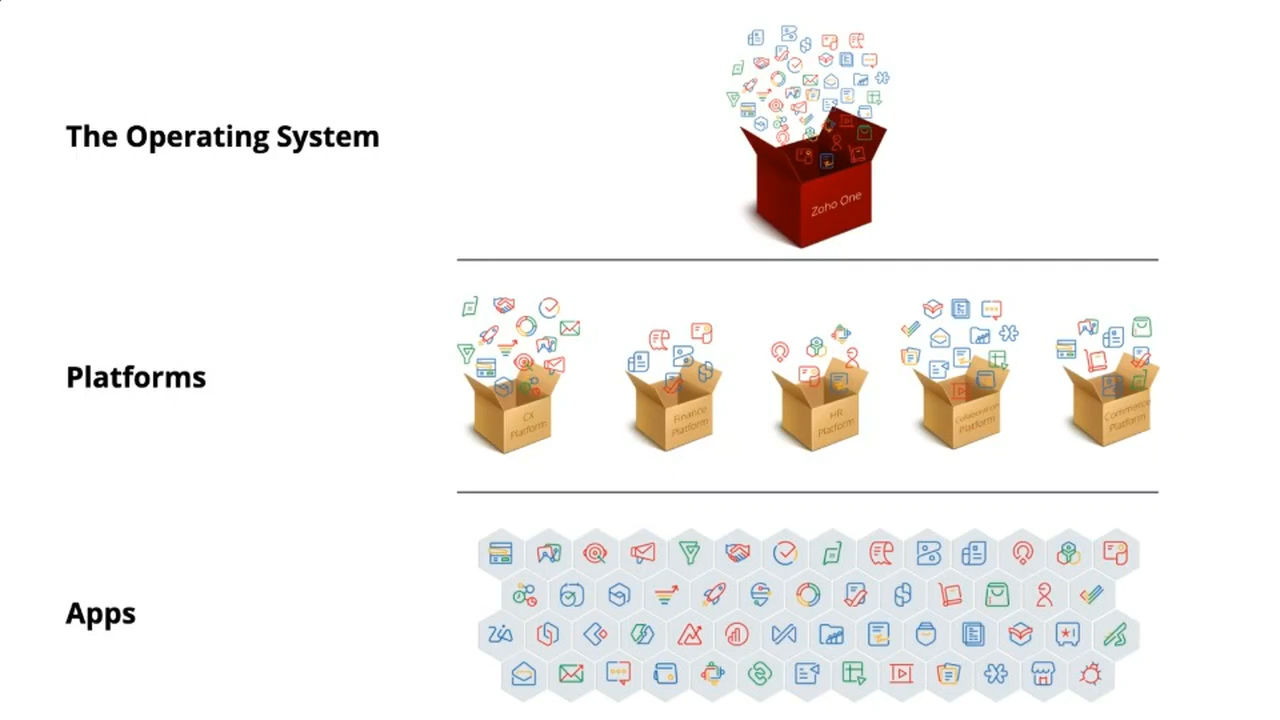 The Operating System
Zoho One
Platforms
CX
Platform
Finance
Platform
HR
Platform
Collaboration
Platform
Commerce
Platform
Apps